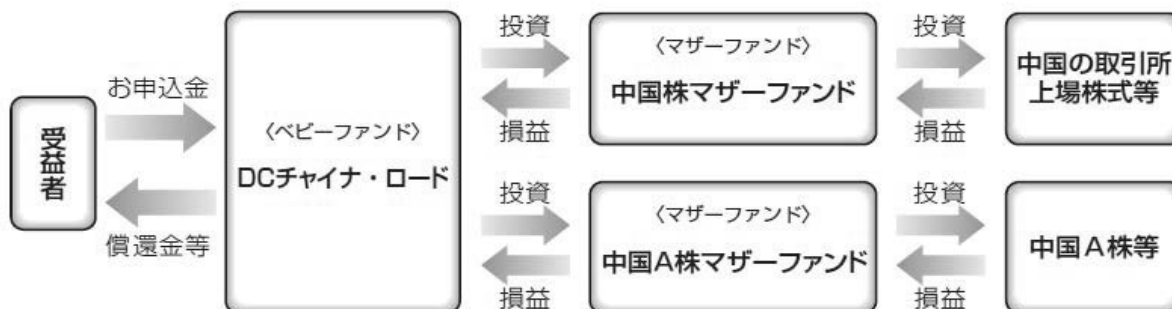 受益者
お申込金
償還金等
〈ベビーファンド〉
DCチャイナ・ロード
投資
損益
〈マザーファンド〉
中国株マザーファンド
投資
損益
中国の取引所
上場株式等
投資
損益
〈マザーファンド〉
中国A株マザーファンド
投資
損益
中国A株等